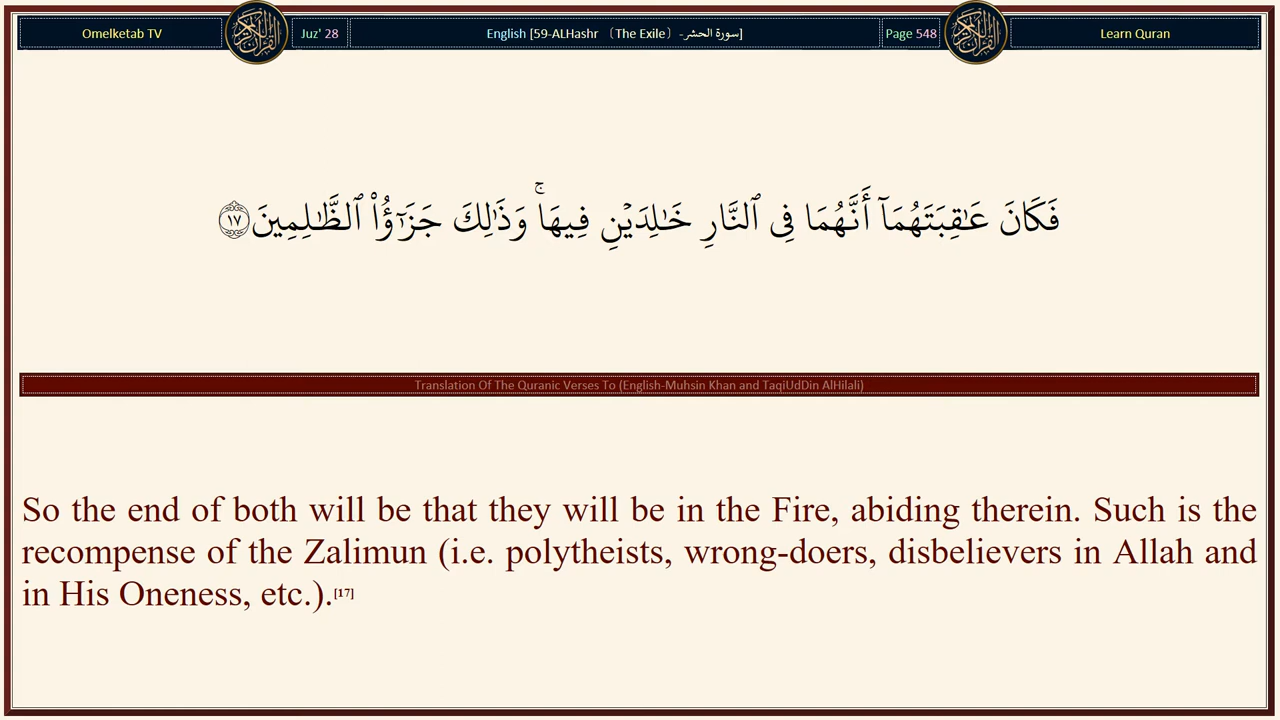 Omelketab TV
Juz' 28
English [59-ALHashr （The Exile）-سورة الحشر]
Page 548
Learn Quran
فَكَانَ عَٰقِبَتَهُمَآ أَنَّهُمَا فِى ٱلنَّارِ خَٰلِدَيْنِ فِيهَا ۚ وَذَٰلِكَ جَزَٰٓؤُا۟ ٱلظَّٰلِمِينَ ١٧
Translation Of The Quranic Verses To (English-Muhsin Khan and TaqiUdDin AlHilali)
So the end of both will be that they will be in the Fire, abiding therein. Such is the
recompense of the Zalimun (i.e. polytheists, wrong-doers, disbelievers in Allah and
in His Oneness, etc.).[17]